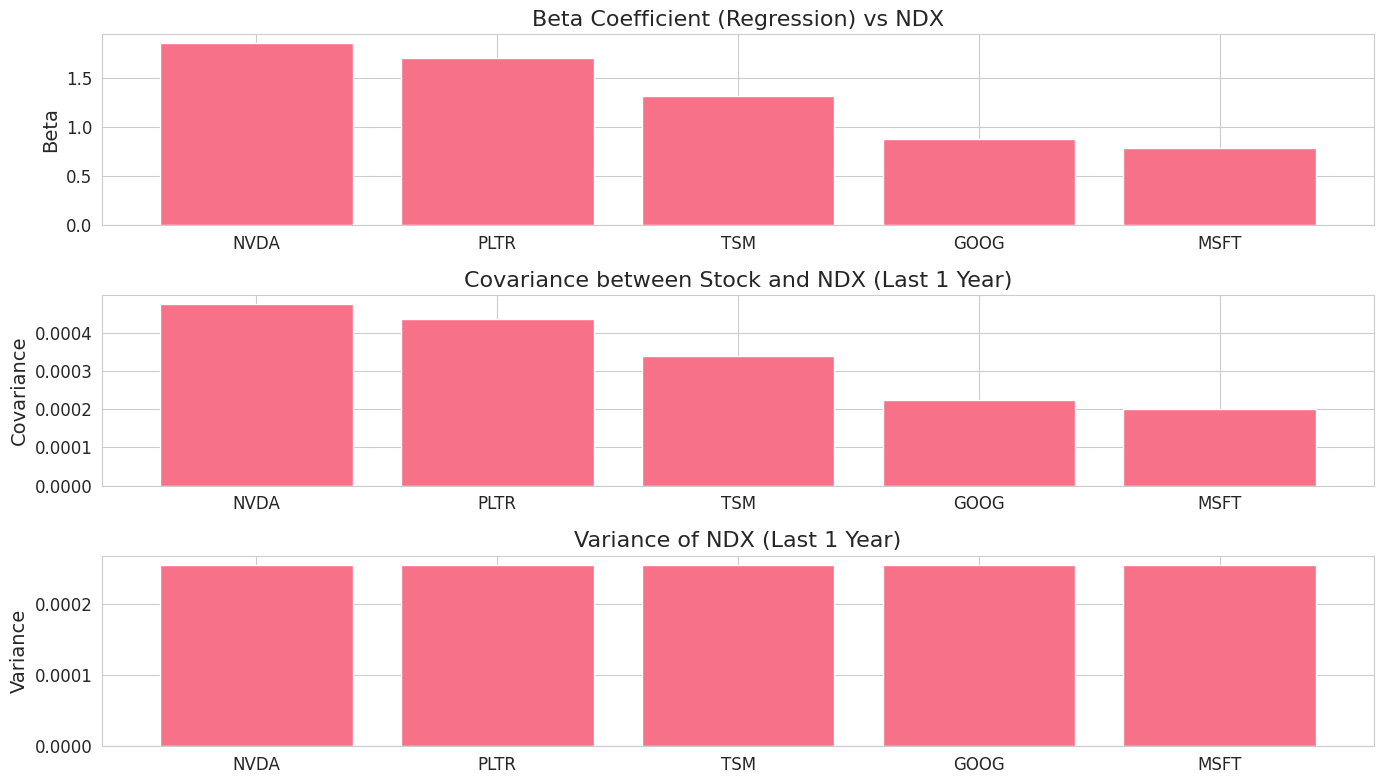 Beta Coefficient (Regression) vs NDX
Beta
1.5
1.0
0.5
0.0
NVDA PLTR TSM GOOG MSFT
Covariance between Stock and NDX (Last 1 Year)
Covariance
0.0004
0.0003
0.0002
0.0001
0.0000
NVDA PLTR TSM GOOG MSFT
Variance of NDX (Last 1 Year)
Variance
0.0002
0.0001
0.0000
NVDA PLTR TSM GOOG MSFT